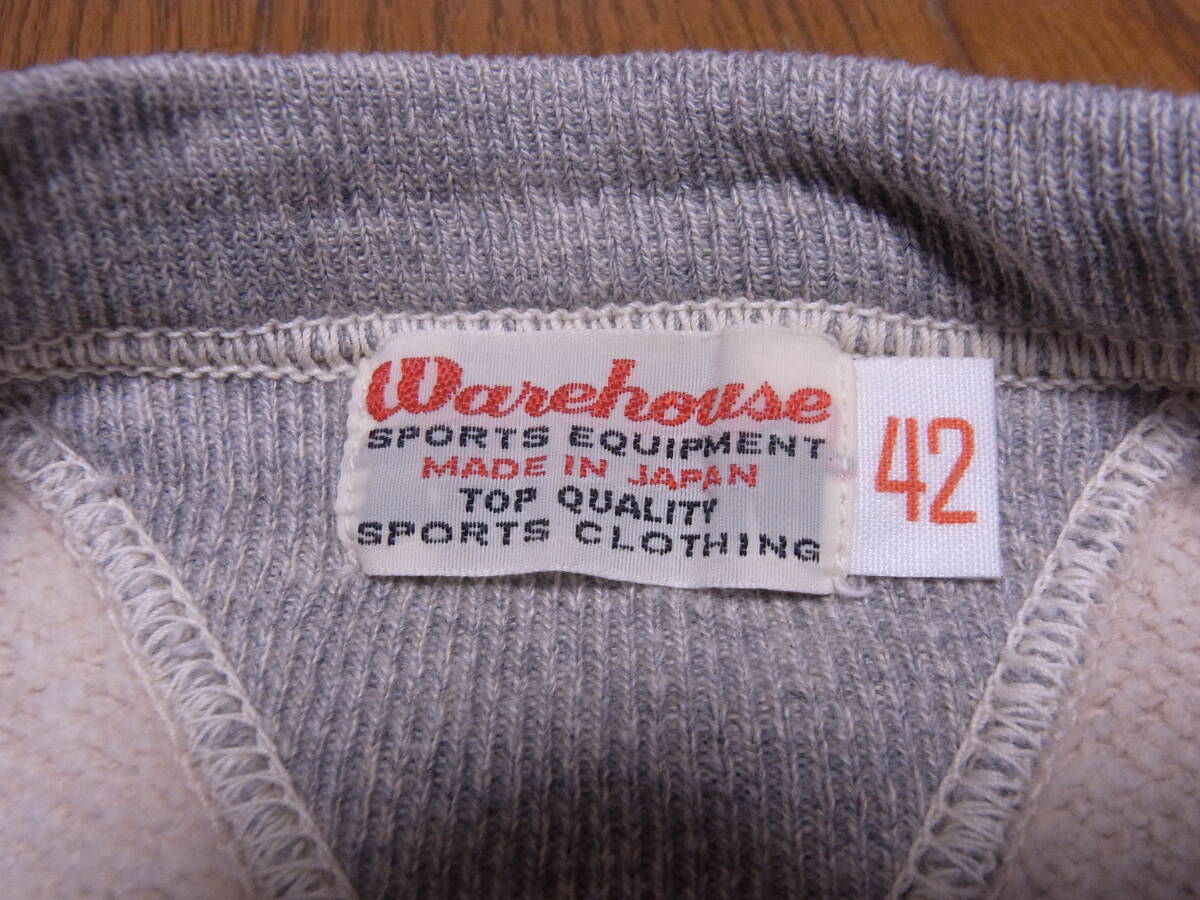 Warehouse
SPORTS EQUIPMENT
MADE IN JAPAN
TOP QUALITY
SPORTS CLOTHING
42